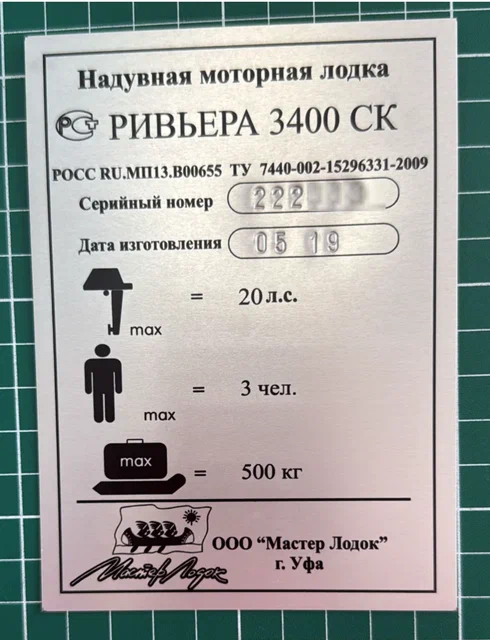 Надувная моторная лодка
РСТ РИВЬЕРА 3400 СК
РОСС RU.МП13.В00655 ТУ 7440-002-15296331-2009
Серийный номер 222
Дата изготовления 05 19
max = 20 л.с.
max = 3 чел.
max = 500 кг
ООО “Мастер Лодок”
г. Уфа
Мастер Лодок